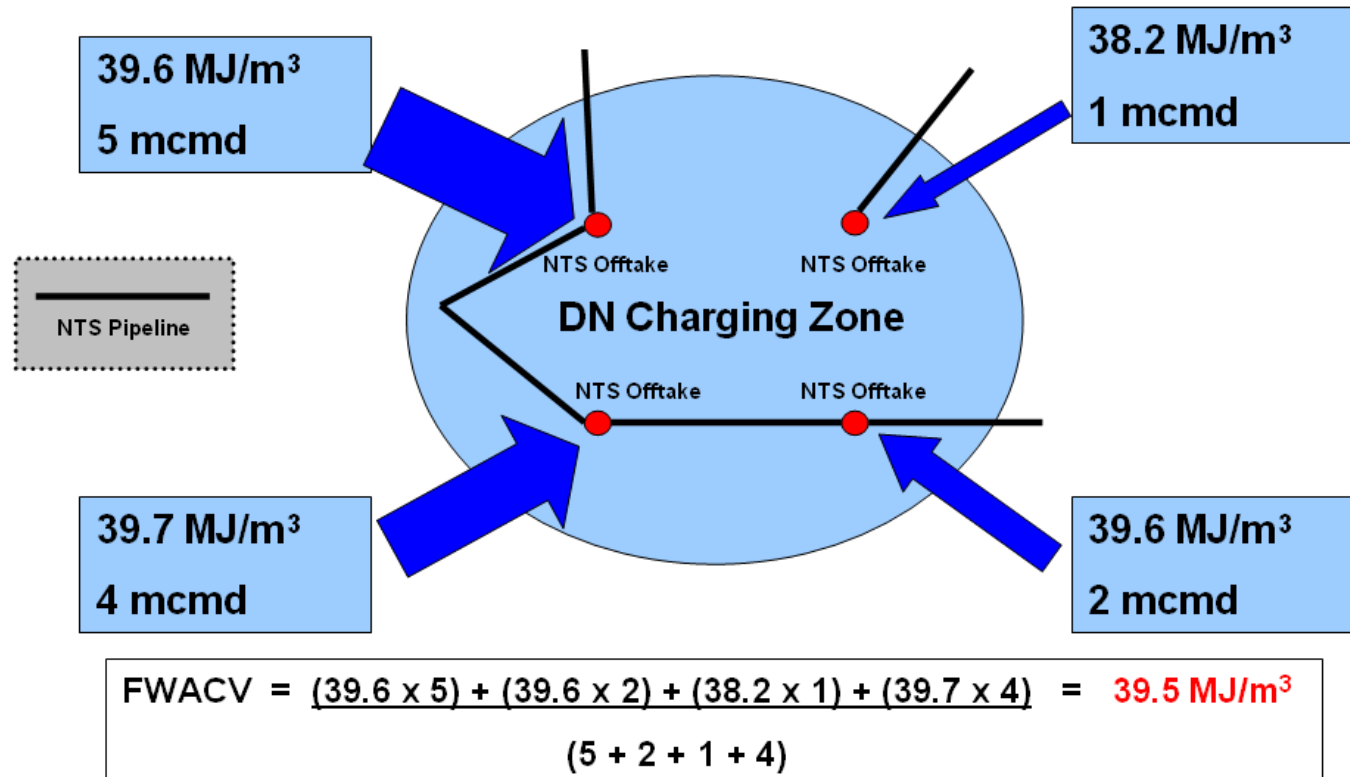 39.6 MJ/m³
5 mcmd
38.2 MJ/m³
1 mcmd
NTS Offtake
NTS Offtake
NTS Pipeline
DN Charging Zone
NTS Offtake
NTS Offtake
39.7 MJ/m³
4 mcmd
39.6 MJ/m³
2 mcmd
FWACV = (39.6 x 5) + (39.6 x 2) + (38.2 x 1) + (39.7 x 4) = 39.5 MJ/m³
(5 + 2 + 1 + 4)